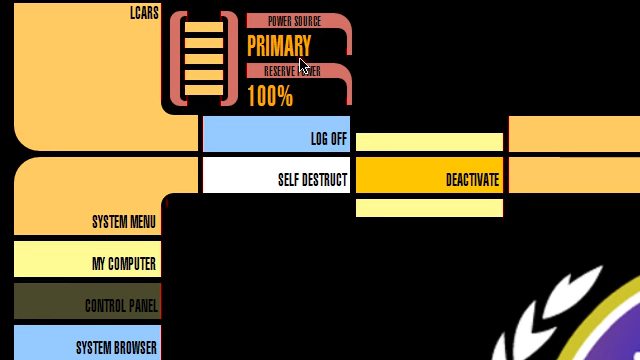 LCARS
POWER SOURCE
PRIMARY
RESERVE POWER
100%
LOG OFF
SELF DESTRUCT
DEACTIVATE
SYSTEM MENU
MY COMPUTER
CONTROL PANEL
SYSTEM BROWSER